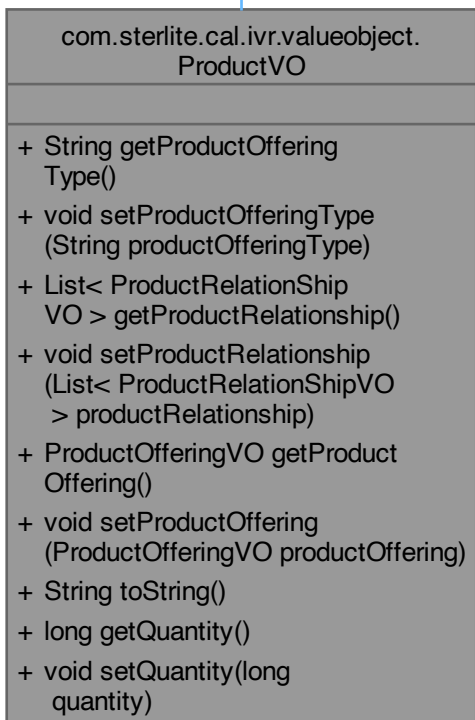 com.sterlite.cal.ivr.valueobject.
ProductVO
+ String getProductOffering
Type()
+ void setProductOfferingType
(String productOfferingType)
+ List< ProductRelationShip
VO > getProductRelationship()
+ void setProductRelationship
(List< ProductRelationShipVO
> productRelationship)
+ ProductOfferingVO getProduct
Offering()
+ void setProductOffering
(ProductOfferingVO productOffering)
+ String toString()
+ long getQuantity()
+ void setQuantity(long
quantity)